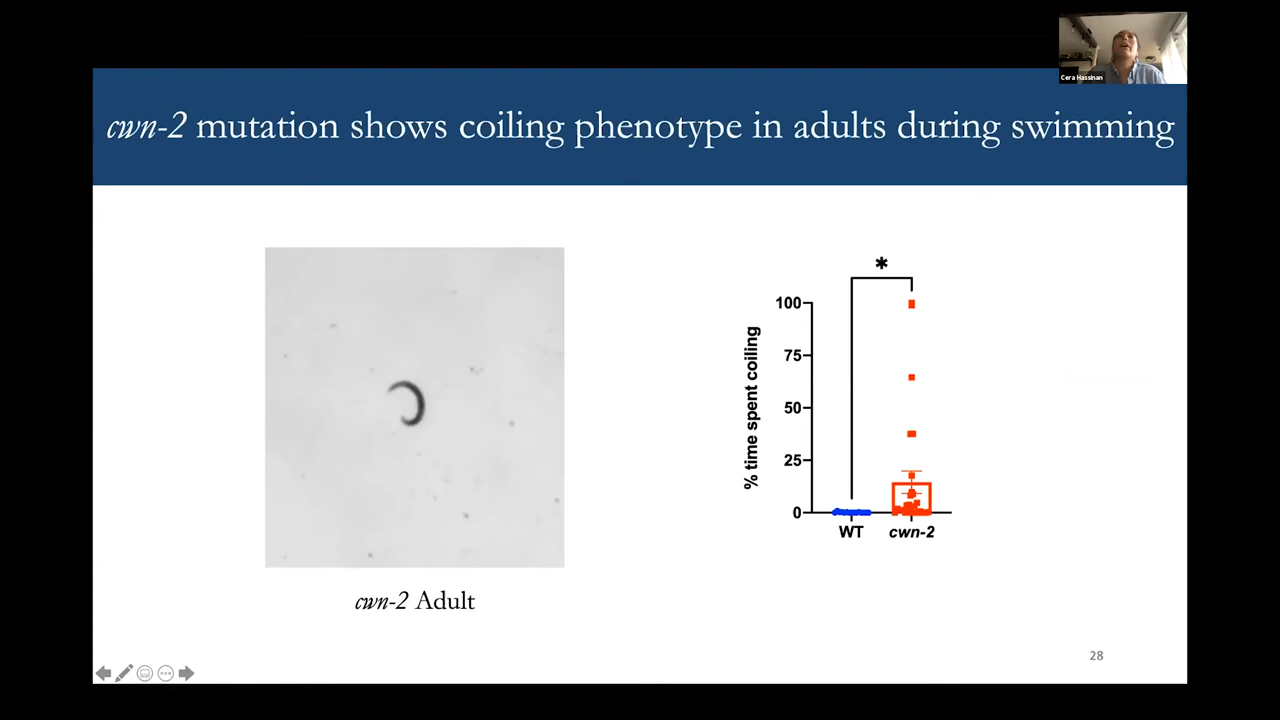 Cera Hassinan
cwn-2 mutation shows coiling phenotype in adults during swimming
cwn-2 Adult
*
% time spent coiling
100
75
50
25
0
WT
cwn-2
28